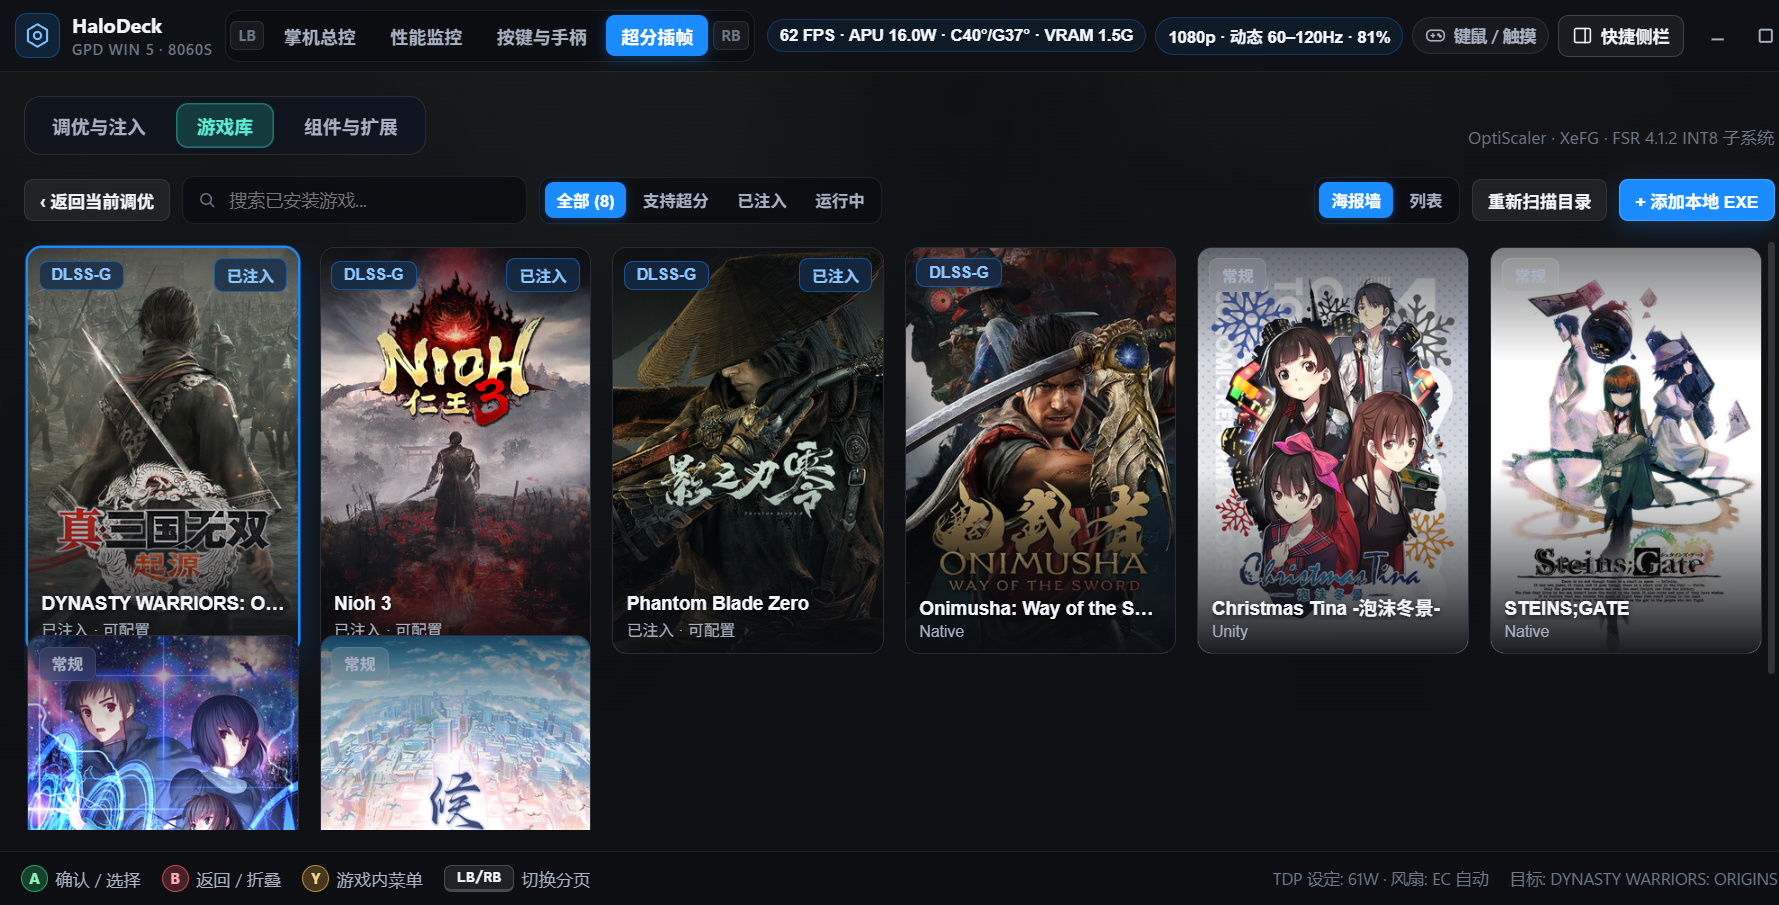 HaloDeck
GPD WIN 5 · 8060S
LB
掌机总控
性能监控
按键与手柄
超分插帧
RB
62 FPS · APU 16.0W · C40°/G37° · VRAM 1.5G
1080p · 动态 60–120Hz · 81%
键鼠 / 触摸
快捷侧栏
调优与注入
游戏库
组件与扩展
OptiScaler · XeFG · FSR 4.1.2 INT8 子系统
‹ 返回当前调优
搜索已安装游戏...
全部 (8)
支持超分
已注入
运行中
海报墙
列表
重新扫描目录
+ 添加本地 EXE
DLSS-G
已注入
真·三国无双
起源
DYNASTY WARRIORS: O...
已注入 · 可配置
DLSS-G
已注入
NIOH
仁王3
Nioh 3
已注入 · 可配置
DLSS-G
已注入
影之刃零
PHANTOM BLADE 0
Phantom Blade Zero
已注入 · 可配置
DLSS-G
鬼武者
ONIMUSHA
WAY OF THE SWORD
Onimusha: Way of the S...
Native
常规
Christmas Tina
泡沫冬景
Christmas Tina -泡沫冬景-
Unity
常规
Steins;Gate
STEINS;GATE
Native
常规
常规
候
A 确认 / 选择
B 返回 / 折叠
Y 游戏内菜单
LB/RB 切换分页
TDP 设定: 61W · 风扇: EC 自动
目标: DYNASTY WARRIORS: ORIGINS